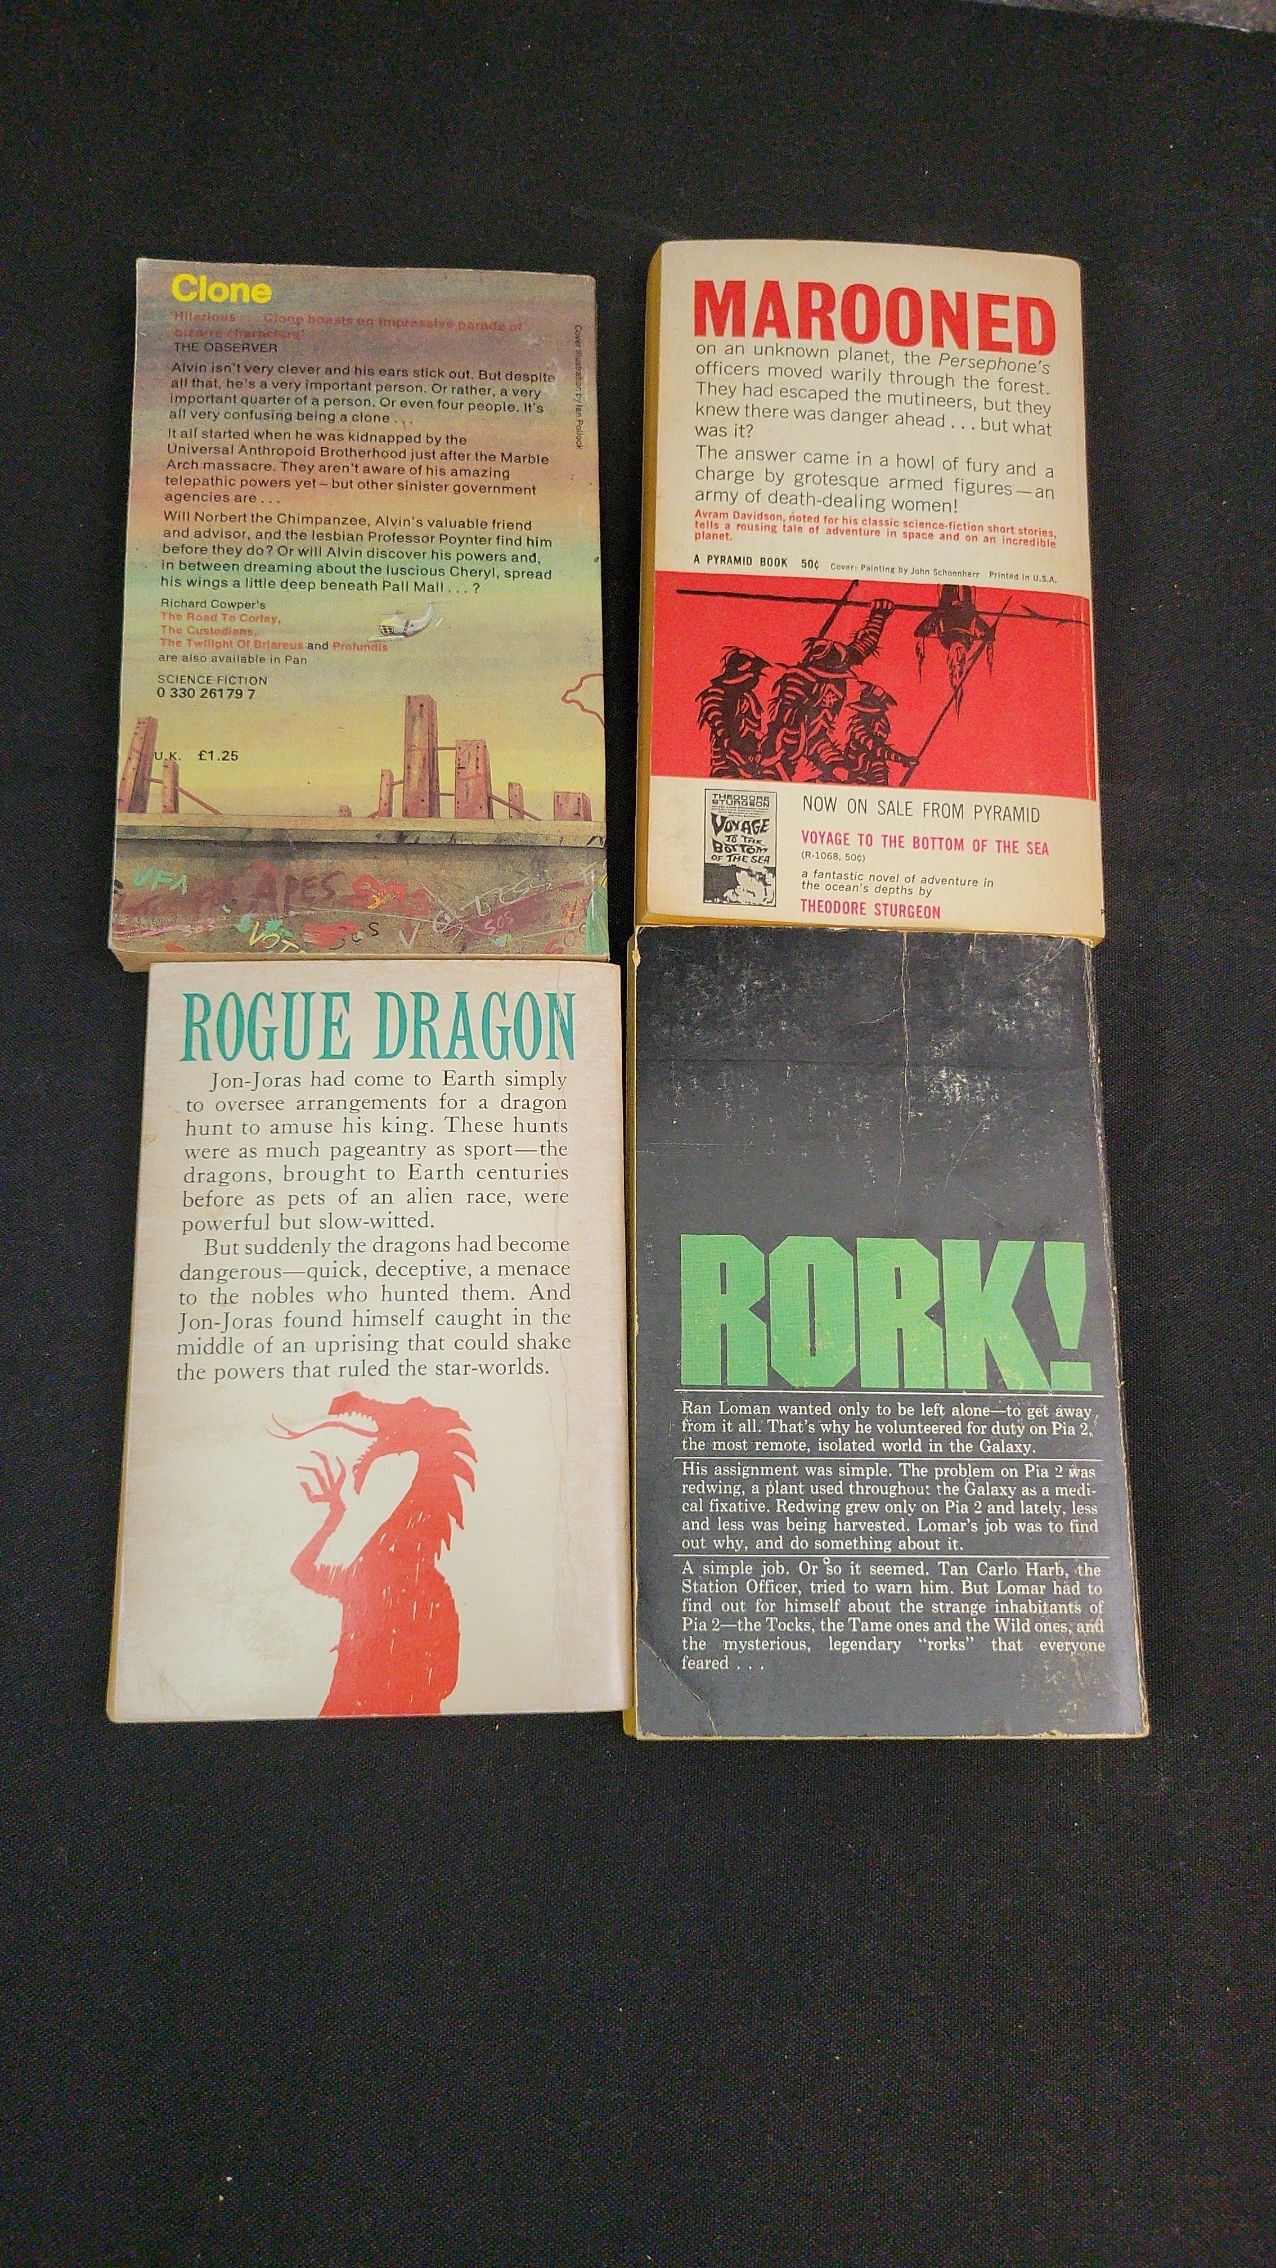 Clone
'Hilarious . . . Clone boasts an impressive parade of
bizarre characters'
THE OBSERVER
Alvin isn't very clever and his ears stick out. But despite
all that, he's a very important person. Or rather, a very
important quarter of a person. Or even four people. It's
all very confusing being a clone . . .
It all started when he was kidnapped by the
Universal Anthropoid Brotherhood just after the Marble
Arch massacre. They aren't aware of his amazing
telepathic powers yet – but other sinister government
agencies are . . .
Will Norbert the Chimpanzee, Alvin's valuable friend
and advisor, and the lesbian Professor Poynter find him
before they do? Or will Alvin discover his powers and,
in between dreaming about the luscious Cheryl, spread
his wings a little deep beneath Pall Mall . . . ?
Richard Cowper's
The Road To Corlay,
The Custodians,
The Twilight Of Briareus and Profundis
are also available in Pan
SCIENCE FICTION
0 330 26179 7
U.K. £1.25
Cover illustration by Ian Pollock
UFA
APES
SOS
SOS
VOT
SOS
SOS
MAROONED
on an unknown planet, the Persephone's
officers moved warily through the forest.
They had escaped the mutineers, but they
knew there was danger ahead . . . but what
was it?
The answer came in a howl of fury and a
charge by grotesque armed figures — an
army of death-dealing women!
Avram Davidson, noted for his classic science-fiction short stories,
tells a rousing tale of adventure in space and on an incredible
planet.
A PYRAMID BOOK 50¢ Cover: Painting by John Schoenherr Printed in U.S.A.
THEODORE
STURGEON
VOYAGE
TO THE
BOTTOM
OF THE SEA
NOW ON SALE FROM PYRAMID
VOYAGE TO THE BOTTOM OF THE SEA
(R-1068, 50¢)
a fantastic novel of adventure in
the ocean's depths by
THEODORE STURGEON
ROGUE DRAGON
Jon-Joras had come to Earth simply
to oversee arrangements for a dragon
hunt to amuse his king. These hunts
were as much pageantry as sport—the
dragons, brought to Earth centuries
before as pets of an alien race, were
powerful but slow-witted.
But suddenly the dragons had become
dangerous—quick, deceptive, a menace
to the nobles who hunted them. And
Jon-Joras found himself caught in the
middle of an uprising that could shake
the powers that ruled the star-worlds.
RORK!
Ran Loman wanted only to be left alone—to get away
from it all. That's why he volunteered for duty on Pia 2,
the most remote, isolated world in the Galaxy.
His assignment was simple. The problem on Pia 2 was
redwing, a plant used throughout the Galaxy as a medi-
cal fixative. Redwing grew only on Pia 2 and lately, less
and less was being harvested. Lomar's job was to find
out why, and do something about it.
A simple job. Or so it seemed. Tan Carlo Harb, the
Station Officer, tried to warn him. But Lomar had to
find out for himself about the strange inhabitants of
Pia 2—the Tocks, the Tame ones and the Wild ones, and
the mysterious, legendary "rorks" that everyone
feared . . .